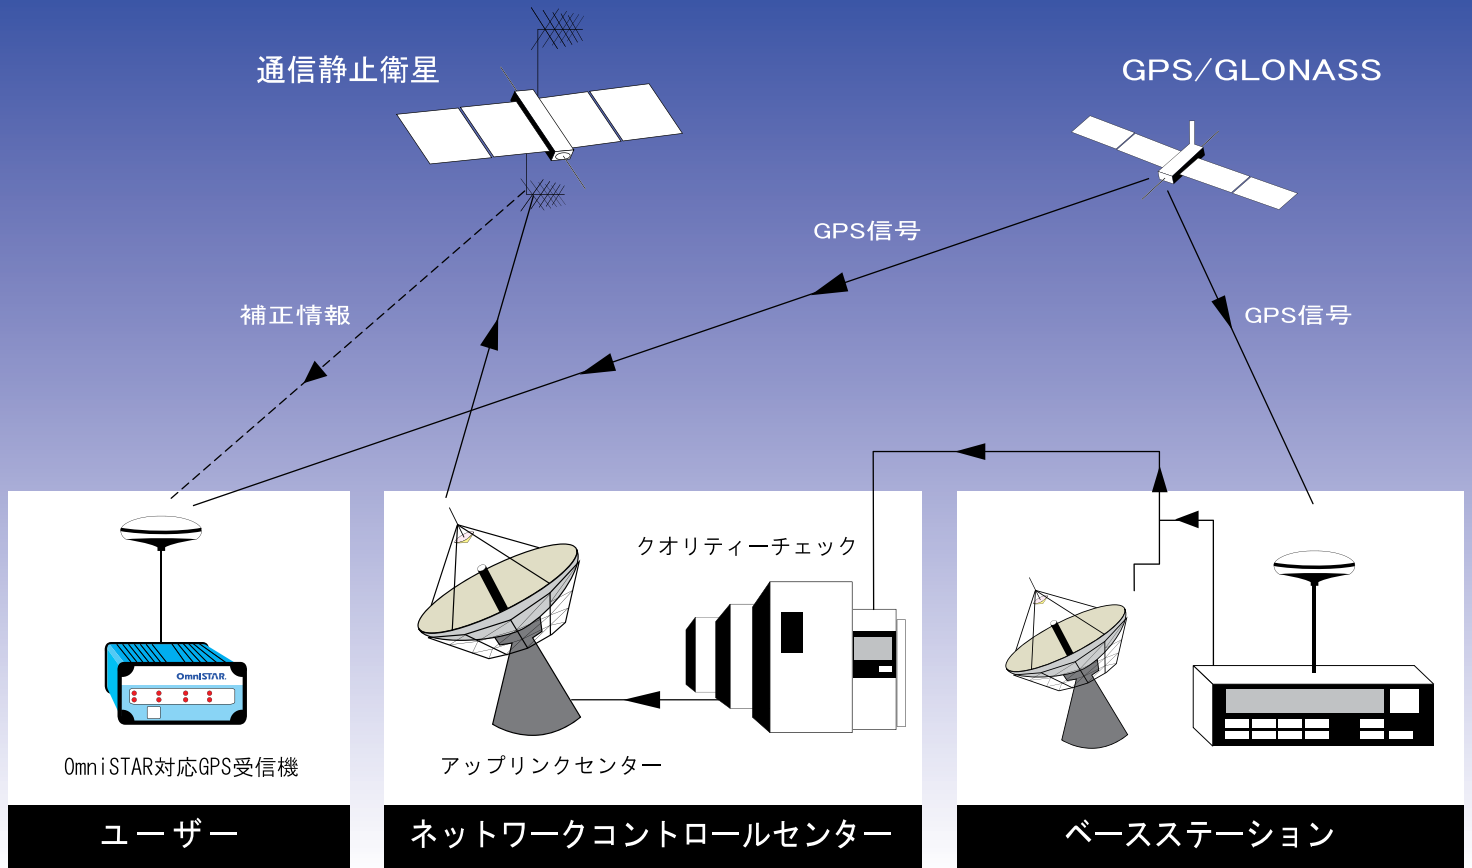 通信静止衛星
GPS/GLONASS
GPS信号
補正情報
GPS信号
クオリティーチェック
OmniSTAR
アップリンクセンター
OmniSTAR対応GPS受信機
ユーザー
ネットワークコントロールセンター
ベースステーション